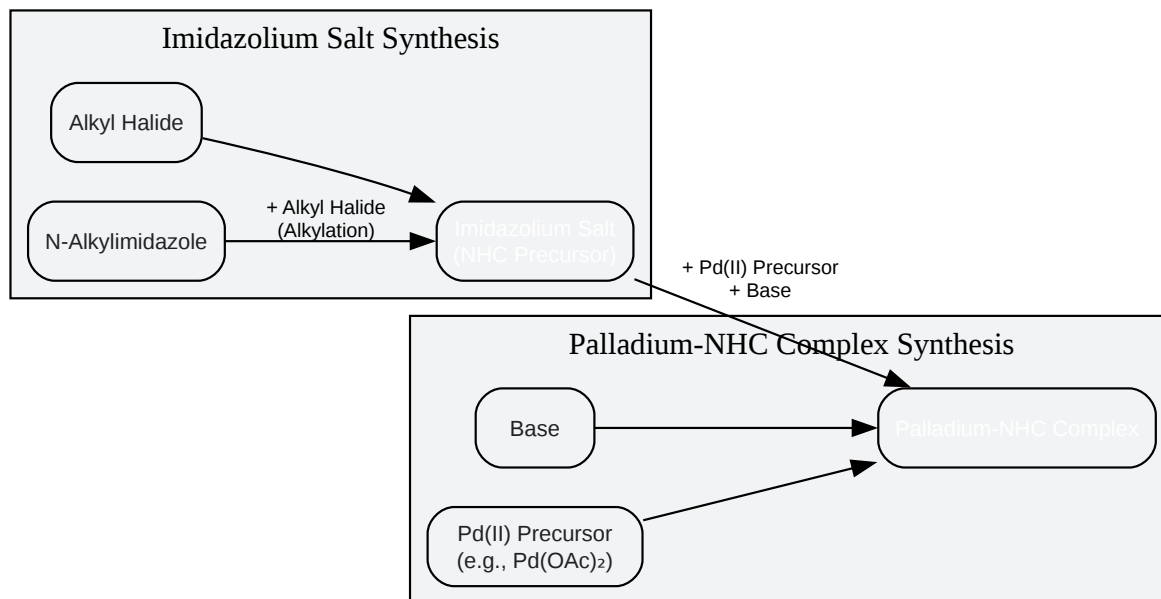 Imidazolium Salt Synthesis
Alkyl Halide
N-Alkylimidazole
+ Alkyl Halide
(Alkylation)
Imidazolium Salt
(NHC Precursor)
+ Pd(II) Precursor
+ Base
Palladium-NHC Complex Synthesis
Base
Palladium-NHC Complex
Pd(II) Precursor
(e.g., Pd(OAc)₂)